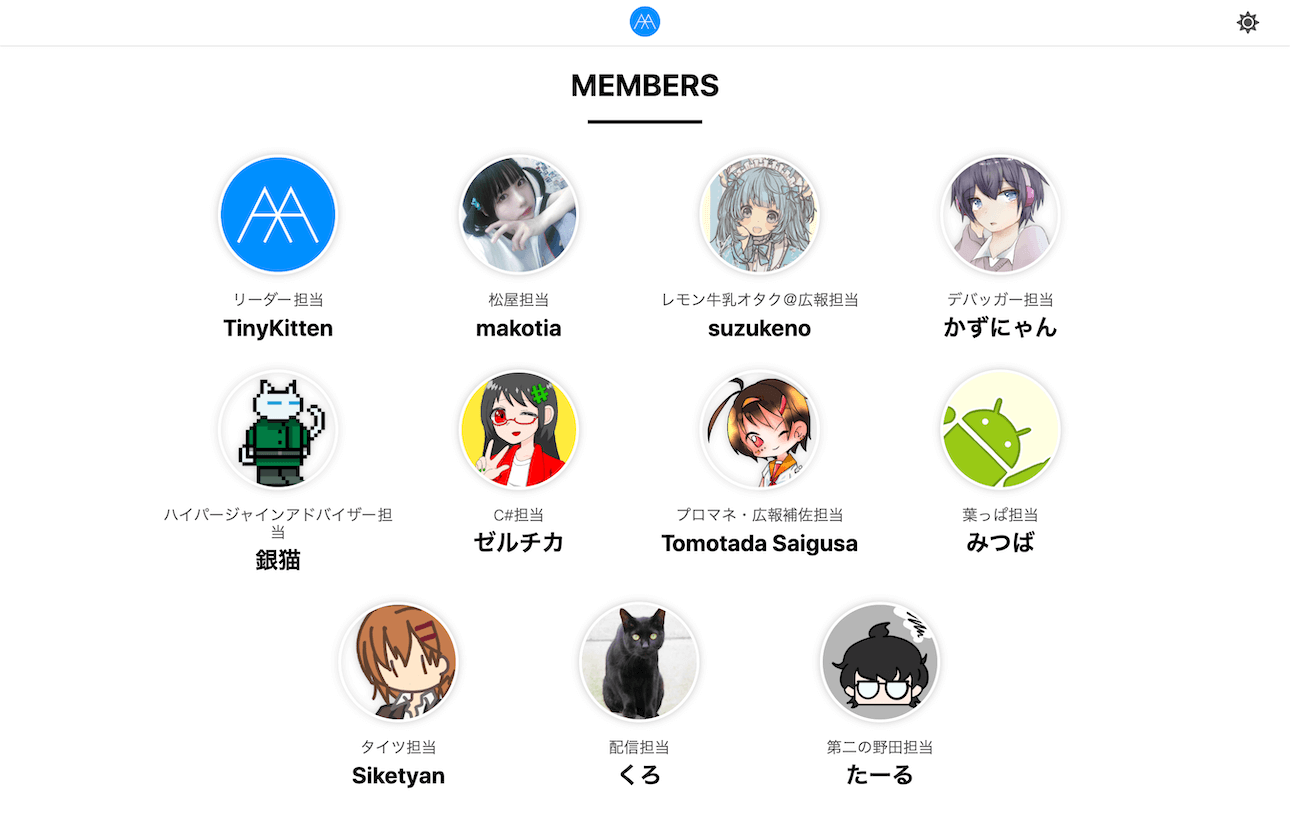 MEMBERS
リーダー担当
TinyKitten
松屋担当
makotia
レモン牛乳オタク@広報担当
suzukeno
デバッガー担当
かずにゃん
ハイパージャインアドバイザー担
当
銀猫
C#担当
ゼルチカ
プロマネ・広報補佐担当
Tomotada Saigusa
葉っぱ担当
みつば
タイツ担当
Siketyan
配信担当
くろ
第二の野田担当
たーる